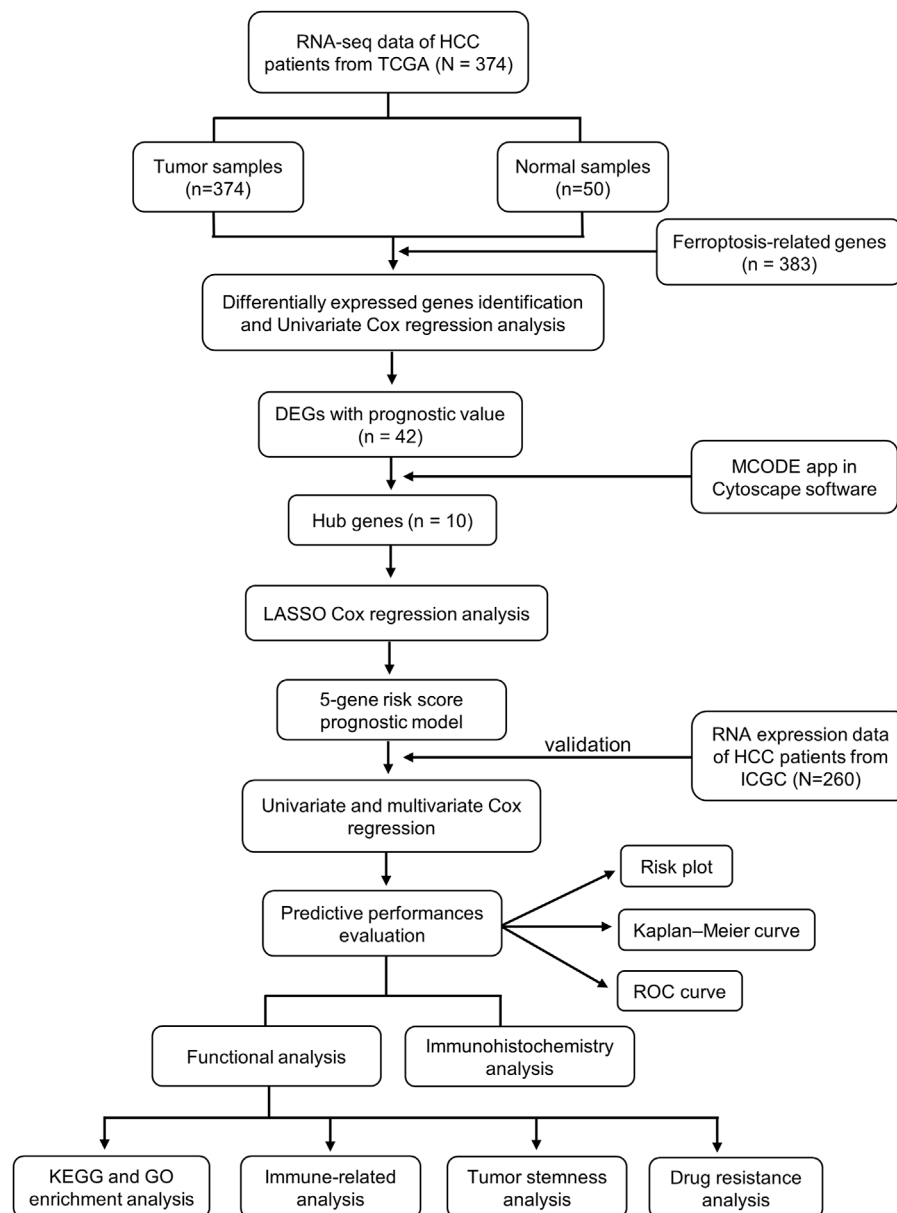 RNA-seq data of HCC
patients from TCGA (N = 374)
Tumor samples
(n=374)
Normal samples
(n=50)
Ferroptosis-related genes
(n = 383)
Differentially expressed genes identification
and Univariate Cox regression analysis
DEGs with prognostic value
(n = 42)
MCODE app in
Cytoscape software
Hub genes (n = 10)
LASSO Cox regression analysis
5-gene risk score
prognostic model
validation
RNA expression data
of HCC patients from
ICGC (N=260)
Univariate and multivariate Cox
regression
Risk plot
Predictive performances
evaluation
Kaplan–Meier curve
ROC curve
Functional analysis
Immunohistochemistry
analysis
KEGG and GO
enrichment analysis
Immune-related
analysis
Tumor stemness
analysis
Drug resistance
analysis